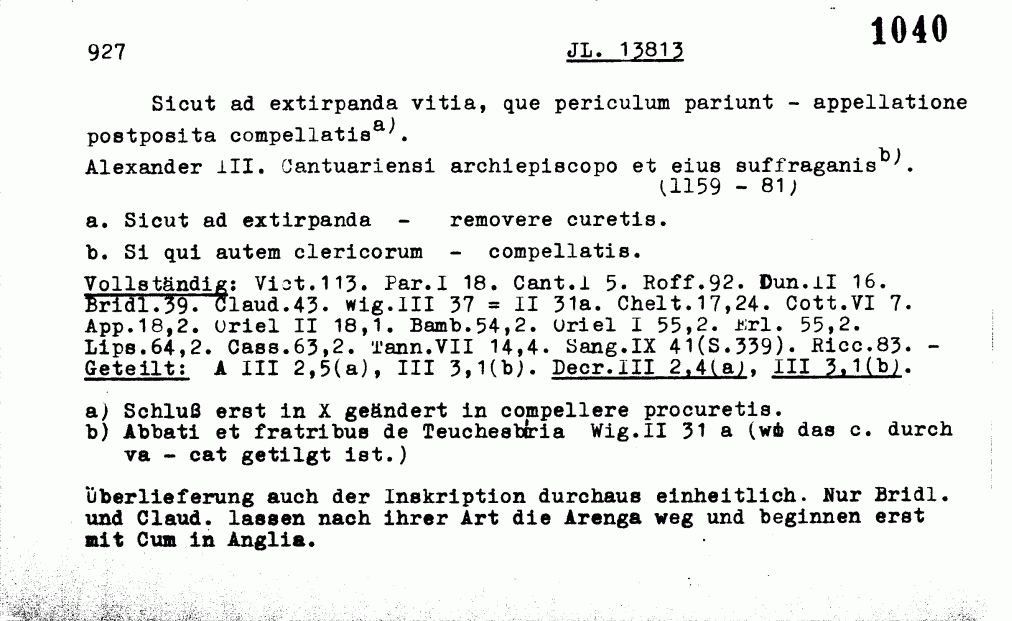 1040
927 JL. 13813
Sicut ad extirpanda vitia, que periculum pariunt - appellatione
postposita compellatis a).
Alexander III. Cantuariensi archiepiscopo et eius suffraganis b).
(1159 - 81)
a. Sicut ad extirpanda - removere curetis.
b. Si qui autem clericorum - compellatis.
Vollständig: Vict.113. Par.I 18. Cant.1 5. Roff.92. Dun.II 16.
Bridl.39. Claud.43. Wig.III 37 = II 31a. Chelt.17,24. Cott.VI 7.
App.18,2. Oriel II 18,1. Bamb.54,2. Oriel I 55,2. Erl. 55,2.
Lips.64,2. Cass.63,2. Tann.VII 14,4. Sang.IX 41(S.339). Ricc.83. -
Geteilt: A III 2,5(a), III 3,1(b). Decr.III 2,4(a), III 3,1(b).
a) Schluß erst in X geändert in compellere procuretis.
b) Abbati et fratribus de Teuchesbria Wig.II 31 a (wo das c. durch
va - cat getilgt ist.)
Überlieferung auch der Inskription durchaus einheitlich. Nur Bridl.
und Claud. lassen nach ihrer Art die Arenga weg und beginnen erst
mit Cum in Anglia.